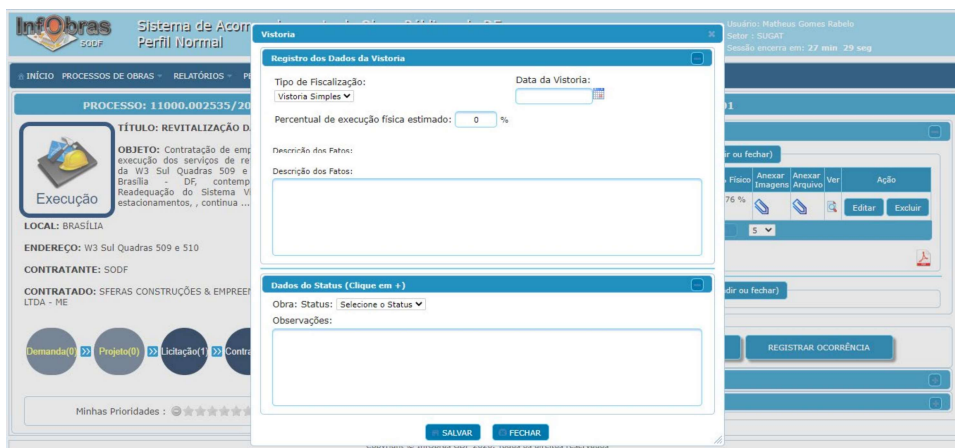 InfObras
SODF
Sistema de Acom
Perfil Normal
Usuário: Matheus Gomes Rabelo
Setor : SUGAT
Sessão encerra em: 27 min 29 seg
INÍCIO PROCESSOS DE OBRAS RELATÓRIOS
PROCESSO: 11000.002535/20
01
TÍTULO: REVITALIZAÇÃO D
OBJETO: Contratação de emp
execução dos serviços de re
da W3 Sul Quadras 509 e
Brasília - DF, contemp
Readequação do Sistema V
estacionamentos, , continua ...
Execução
LOCAL: BRASÍLIA
ENDEREÇO: W3 Sul Quadras 509 e 510
CONTRATANTE: SODF
CONTRATADO: SFERAS CONSTRUÇÕES & EMPREEN
LTDA - ME
Demanda(0) Projeto(0) Licitação(1) Contra
Minhas Prioridades :
Vistoria
Registro dos Dados da Vistoria
Tipo de Fiscalização:
Vistoria Simples
Data da Vistoria:
Percentual de execução física estimado: 0 %
Descrição dos Fatos:
Descrição dos Fatos:
Dados do Status (Clique em +)
Obra: Status: Selecione o Status
Observações:
SALVAR FECHAR
ir ou fechar)
Físico Anexar Imagens Anexar Arquivo Ver Ação
76 % Editar Excluir
5
dir ou fechar)
REGISTRAR OCORRÊNCIA